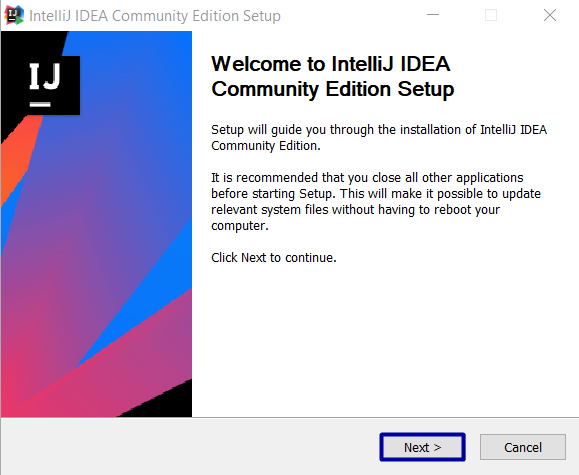 IntelliJ IDEA Community Edition Setup
IJ
Welcome to IntelliJ IDEA
Community Edition Setup
Setup will guide you through the installation of IntelliJ IDEA
Community Edition.
It is recommended that you close all other applications
before starting Setup. This will make it possible to update
relevant system files without having to reboot your
computer.
Click Next to continue.
Next >
Cancel